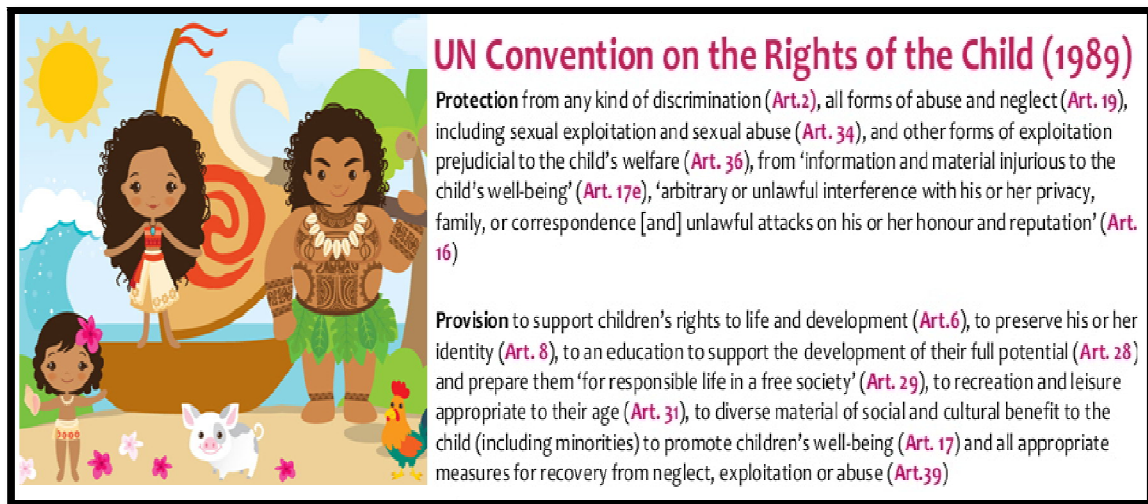 UN Convention on the Rights of the Child (1989)
Protection from any kind of discrimination (Art.2), all forms of abuse and neglect (Art. 19),
including sexual exploitation and sexual abuse (Art. 34), and other forms of exploitation
prejudicial to the child's welfare (Art. 36), from ‘information and material injurious to the
child's well-being’ (Art. 17e), ‘arbitrary or unlawful interference with his or her privacy,
family, or correspondence [and] unlawful attacks on his or her honour and reputation’ (Art.
16)
Provision to support children's rights to life and development (Art.6), to preserve his or her
identity (Art. 8), to an education to support the development of their full potential (Art. 28)
and prepare them ‘for responsible life in a free society’ (Art. 29), to recreation and leisure
appropriate to their age (Art. 31), to diverse material of social and cultural benefit to the
child (including minorities) to promote children's well-being (Art. 17) and all appropriate
measures for recovery from neglect, exploitation or abuse (Art.39)